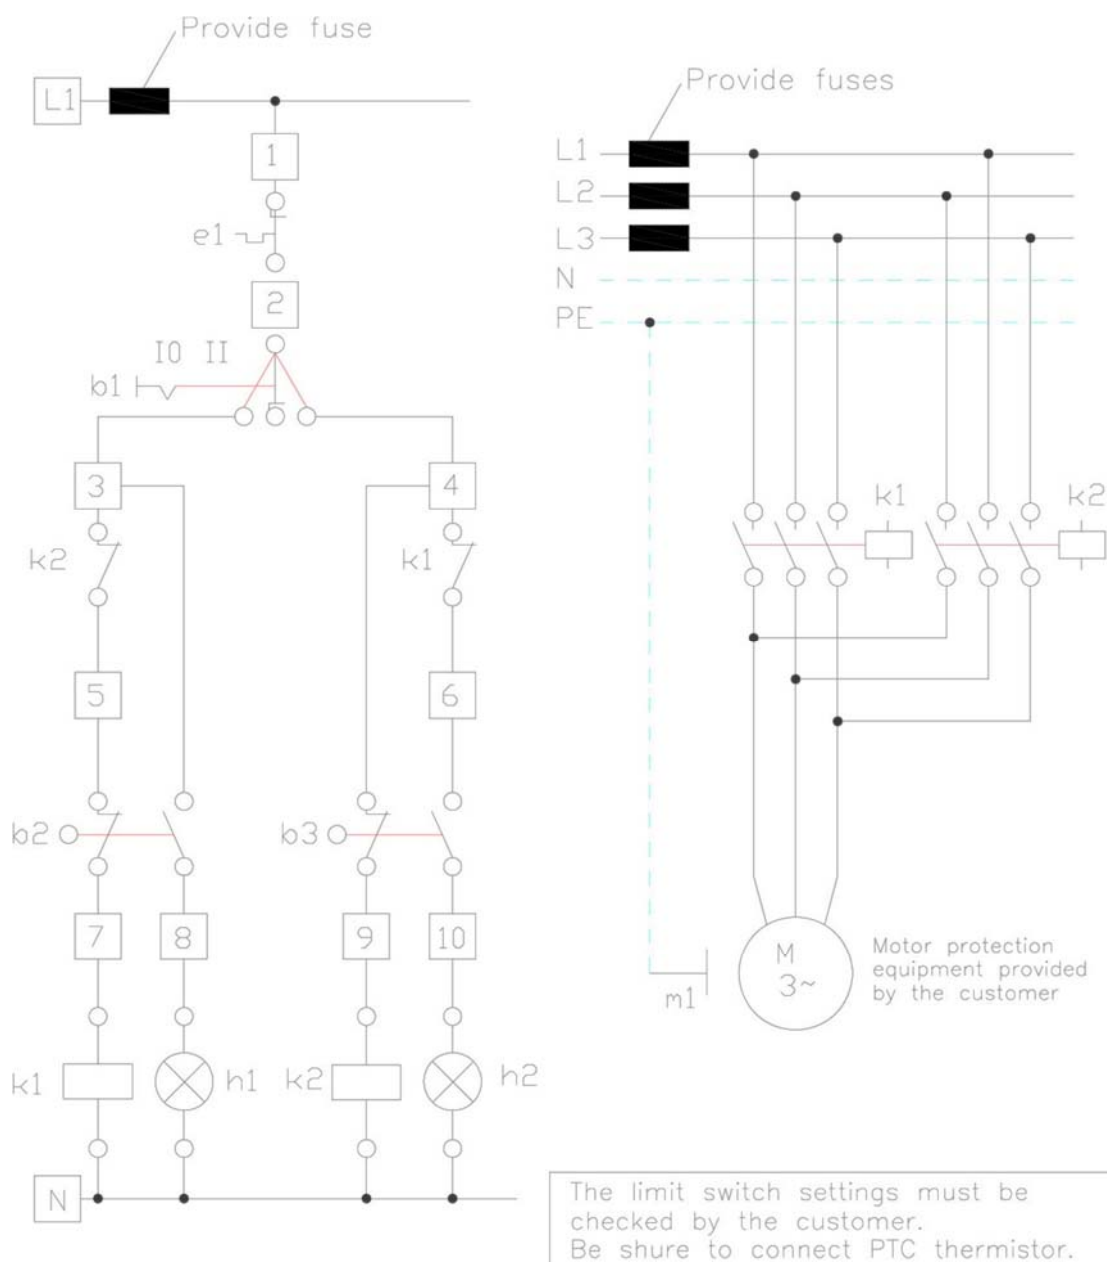 Provide fuse
L1
1
e1
2
I0 II
b1
3
4
k2
k1
5
6
b2
b3
7
8
9
10
k1
h1
k2
h2
N
Provide fuses
L1
L2
L3
N
PE
k1
k2
M
3~
m1
Motor protection
equipment provided
by the customer
The limit switch settings must be
checked by the customer.
Be shure to connect PTC thermistor.